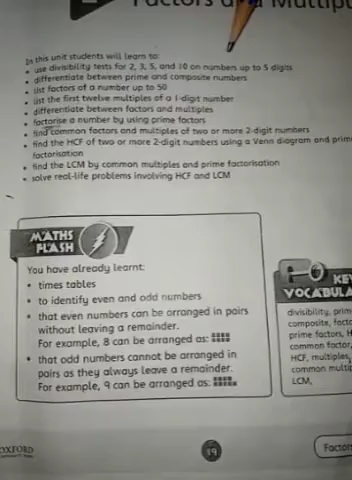 Factors and Multip
In this unit students will learn to:
• use divisibility tests for 2, 3, 5, and 10 on numbers up to 5 digits
• differentiate between prime and composite numbers
• list factors of a number up to 50
• list the first twelve multiples of a 1-digit number
• differentiate between factors and multiples
• factorise a number by using prime factors
• find common factors and multiples of two or more 2-digit numbers
• find the HCF of two or more 2-digit numbers using a Venn diagram and prim
factorisation
• find the LCM by common multiples and prime factorisation
• solve real-life problems involving HCF and LCM
MATHS
FLASH
You have already learnt:
• times tables
• to identify even and odd numbers
• that even numbers can be arranged in pairs
without leaving a remainder.
For example, 8 can be arranged as:
• that odd numbers cannot be arranged in
pairs as they always leave a remainder.
For example, 9 can be arranged as:
KEY
VOCABULA
divisibility, prim
composite, facto
prime factors, H
common factor,
HCF, multiples,
common multip
LCM,
OXFORD
19
Factors